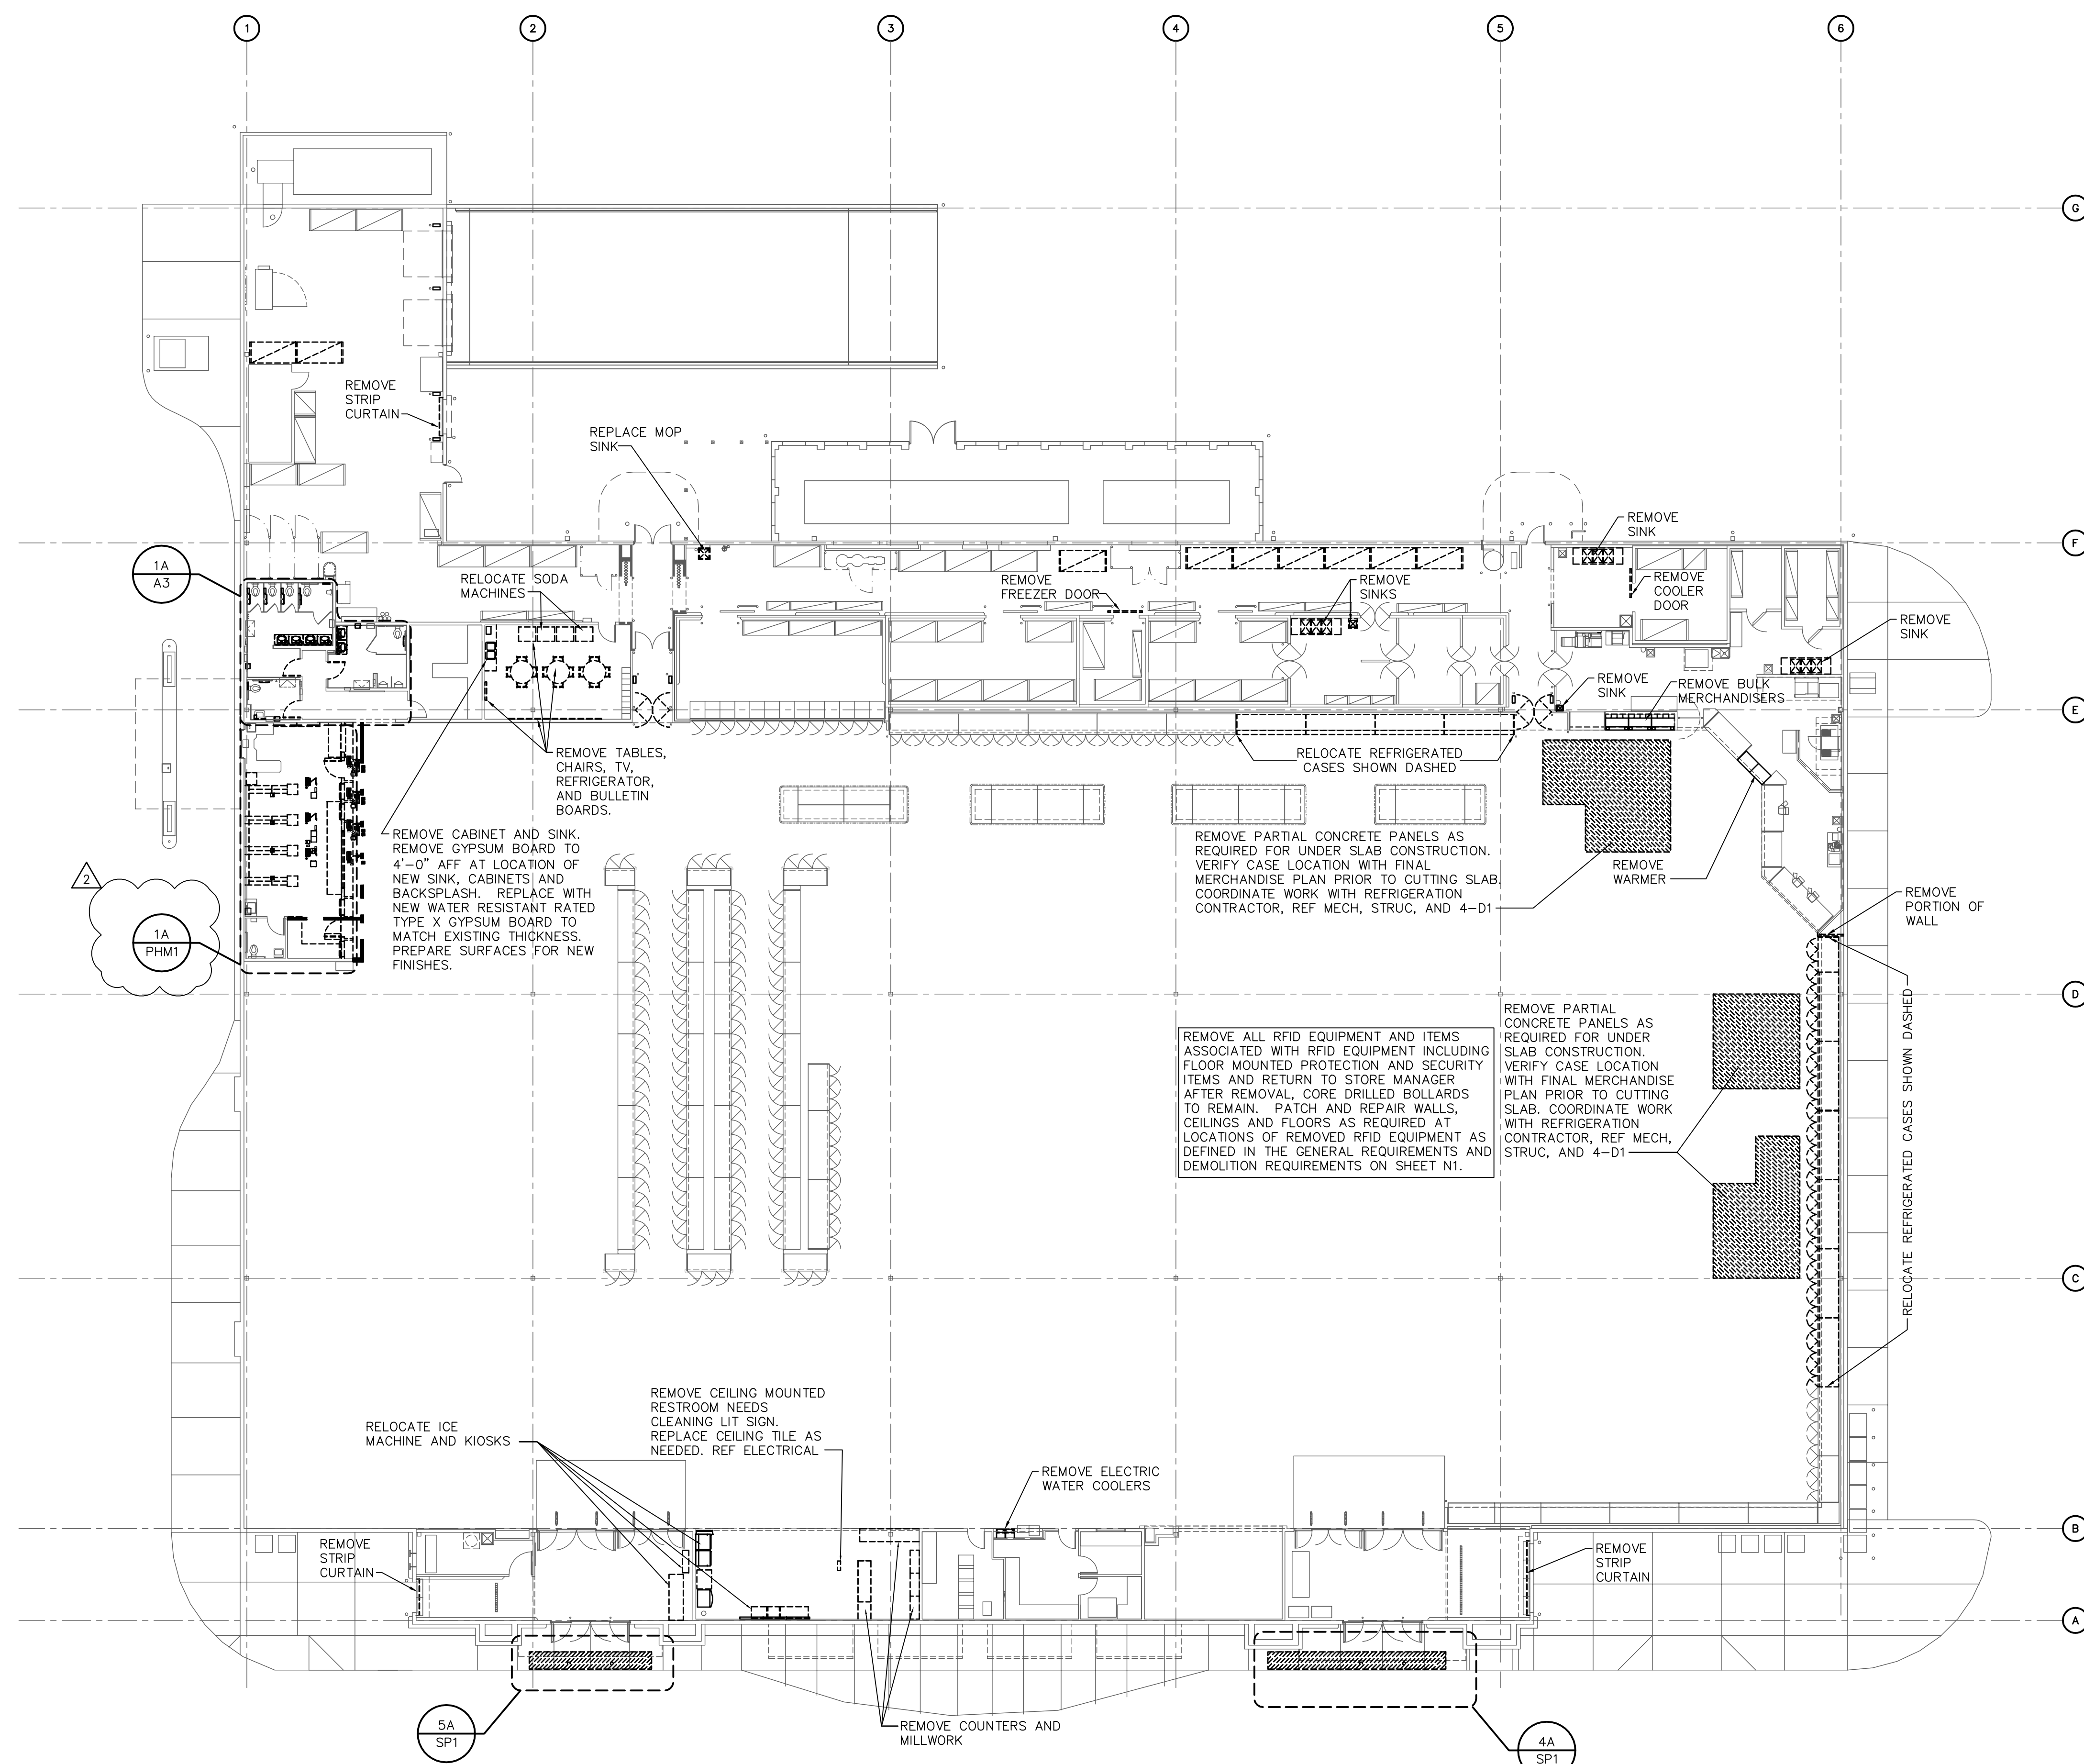 1
2
3
4
5
6
G
REMOVE
STRIP
CURTAIN
REPLACE MOP
SINK
REMOVE
SINK
F
1A
A3
RELOCATE SODA
MACHINES
REMOVE
FREEZER DOOR
REMOVE
SINKS
REMOVE
COOLER
DOOR
REMOVE
SINK
REMOVE
SINK
REMOVE BULK
MERCHANDISERS
E
REMOVE TABLES,
CHAIRS, TV,
REFRIGERATOR,
AND BULLETIN
BOARDS.
RELOCATE REFRIGERATED
CASES SHOWN DASHED
REMOVE CABINET AND SINK.
REMOVE GYPSUM BOARD TO
4'-0" AFF AT LOCATION OF
NEW SINK, CABINETS AND
BACKSPLASH. REPLACE WITH
NEW WATER RESISTANT RATED
TYPE X GYPSUM BOARD TO
MATCH EXISTING THICKNESS.
PREPARE SURFACES FOR NEW
FINISHES.
REMOVE PARTIAL CONCRETE PANELS AS
REQUIRED FOR UNDER SLAB CONSTRUCTION.
VERIFY CASE LOCATION WITH FINAL
MERCHANDISE PLAN PRIOR TO CUTTING SLAB.
COORDINATE WORK WITH REFRIGERATION
CONTRACTOR, REF MECH, STRUC, AND 4-D1
REMOVE
WARMER
2
1A
PHM1
REMOVE
PORTION OF
WALL
D
REMOVE ALL RFID EQUIPMENT AND ITEMS
ASSOCIATED WITH RFID EQUIPMENT INCLUDING
FLOOR MOUNTED PROTECTION AND SECURITY
ITEMS AND RETURN TO STORE MANAGER
AFTER REMOVAL, CORE DRILLED BOLLARDS
TO REMAIN. PATCH AND REPAIR WALLS,
CEILINGS AND FLOORS AS REQUIRED AT
LOCATIONS OF REMOVED RFID EQUIPMENT AS
DEFINED IN THE GENERAL REQUIREMENTS AND
DEMOLITION REQUIREMENTS ON SHEET N1.
REMOVE PARTIAL
CONCRETE PANELS AS
REQUIRED FOR UNDER
SLAB CONSTRUCTION.
VERIFY CASE LOCATION
WITH FINAL MERCHANDISE
PLAN PRIOR TO CUTTING
SLAB. COORDINATE WORK
WITH REFRIGERATION
CONTRACTOR, REF MECH,
STRUC, AND 4-D1
RELOCATE REFRIGERATED CASES SHOWN DASHED
C
REMOVE CEILING MOUNTED
RESTROOM NEEDS
CLEANING LIT SIGN.
REPLACE CEILING TILE AS
NEEDED. REF ELECTRICAL
RELOCATE ICE
MACHINE AND KIOSKS
REMOVE ELECTRIC
WATER COOLERS
B
REMOVE
STRIP
CURTAIN
REMOVE
STRIP
CURTAIN
A
5A
SP1
REMOVE COUNTERS AND
MILLWORK
4A
SP1